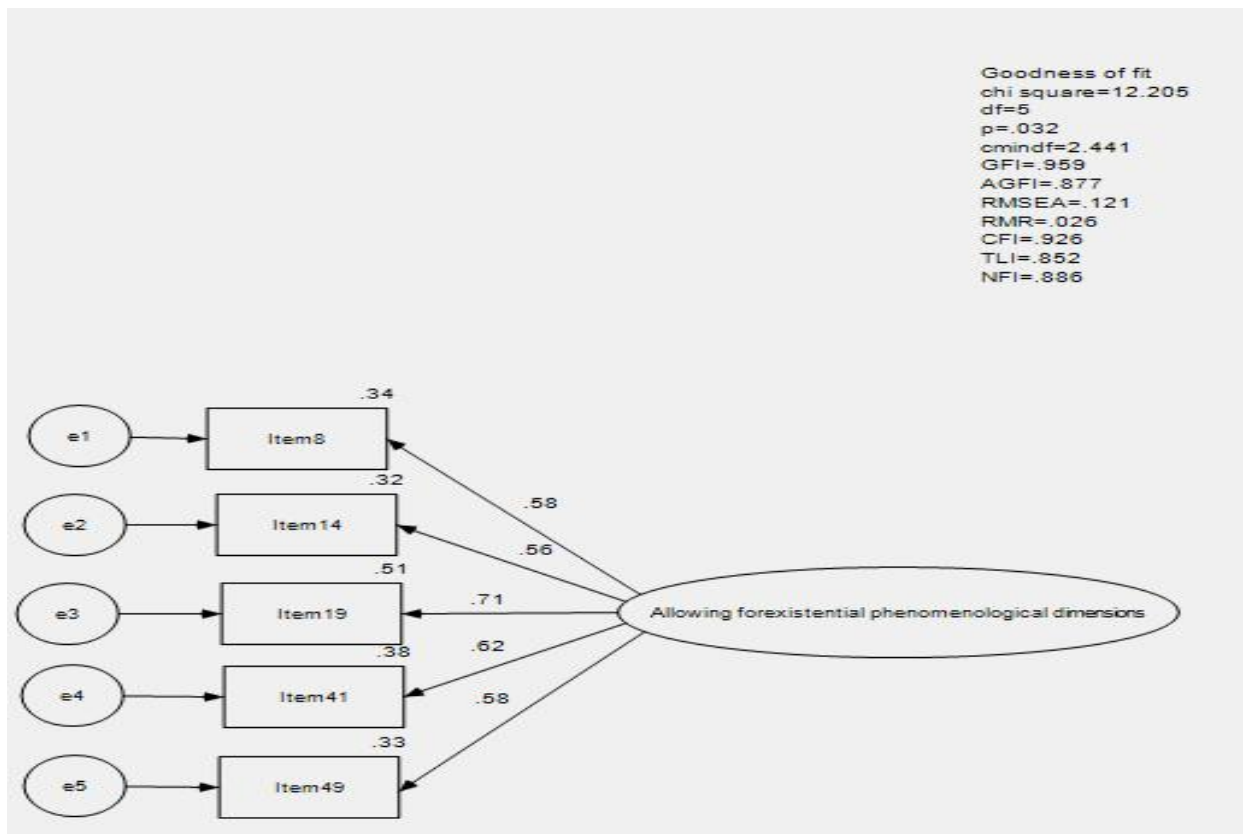 Goodness of fit
chi square=12.205
df=5
p=.032
cmindf=2.441
GFI=.959
AGFI=.877
RMSEA=.121
RMR=.026
CFI=.926
TLI=.852
NFI=.886
.34
e1
Item8
.32
.58
e2
Item14
.56
.51
e3
Item19
.71
Allowing forexistential phenomenological dimensions
.38
.62
e4
Item41
.58
.33
e5
Item49